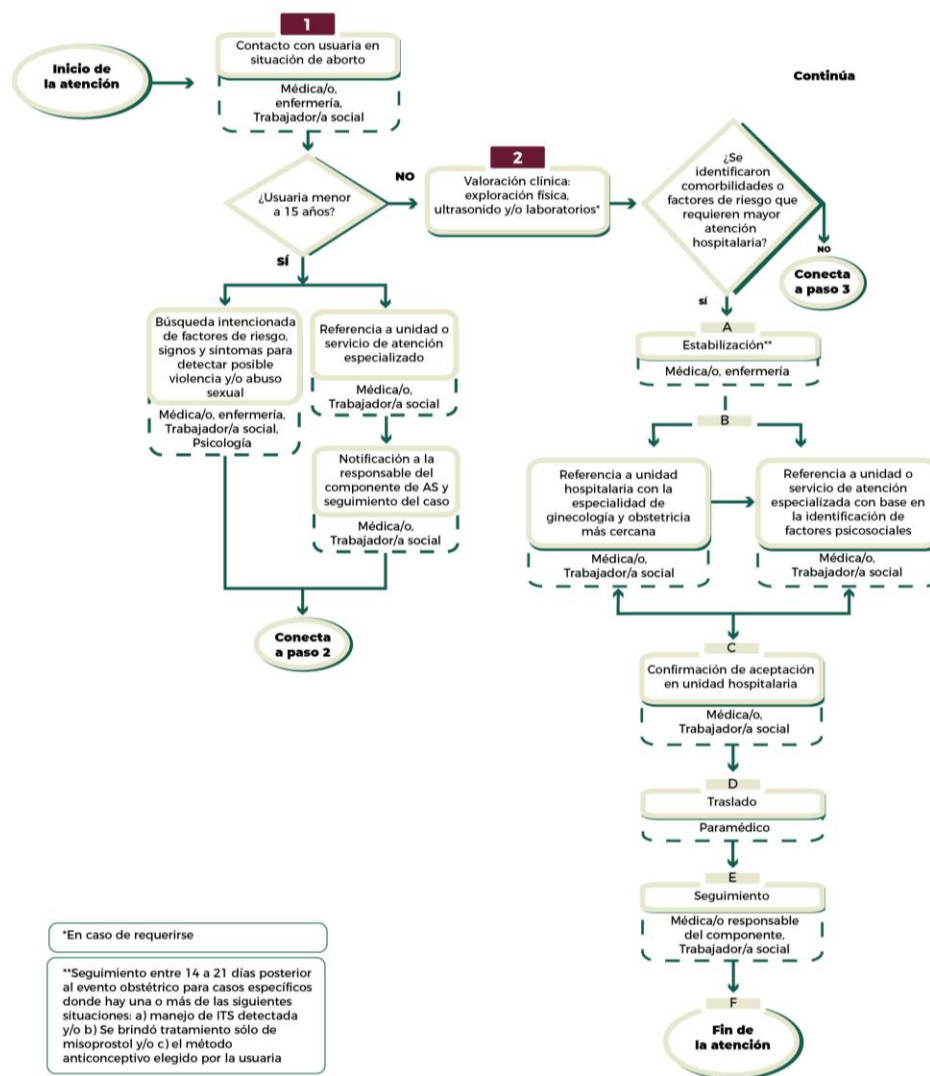 1
Contacto con usuaria en
situación de aborto
Médica/o,
enfermería,
Trabajador/a social
Inicio de
la atención
Continúa
¿Usuaria menor
a 15 años?
NO
SÍ
2
Valoración clínica:
exploración física,
ultrasonido y/o laboratorios*
¿Se
identificaron
comorbilidades o
factores de riesgo que
requieren mayor
atención
hospitalaria?
NO
Conecta
a paso 3
SÍ
Búsqueda intencionada
de factores de riesgo,
signos y síntomas para
detectar posible
violencia y/o abuso
sexual
Médica/o, enfermería,
Trabajador/a social,
Psicología
Referencia a unidad o
servicio de atención
especializado
Médica/o,
Trabajador/a social
Notificación a la
responsable del
componente de AS y
seguimiento del caso
Médica/o,
Trabajador/a social
Conecta
a paso 2
A
Estabilización**
Médica/o, enfermería
B
Referencia a unidad
hospitalaria con la
especialidad de
ginecología y obstetricia
más cercana
Médica/o,
Trabajador/a social
Referencia a unidad o
servicio de atención
especializada con base en
la identificación de
factores psicosociales
Médica/o,
Trabajador/a social
C
Confirmación de aceptación
en unidad hospitalaria
Médica/o,
Trabajador/a social
D
Traslado
Paramédico
E
Seguimiento
Médica/o responsable
del componente,
Trabajador/a social
F
Fin de
la atención
*En caso de requerirse
**Seguimiento entre 14 a 21 días posterior
al evento obstétrico para casos específicos
donde hay una o más de las siguientes
situaciones: a) manejo de ITS detectada
y/o b) Se brindó tratamiento sólo de
misoprostol y/o c) el método
anticonceptivo elegido por la usuaria